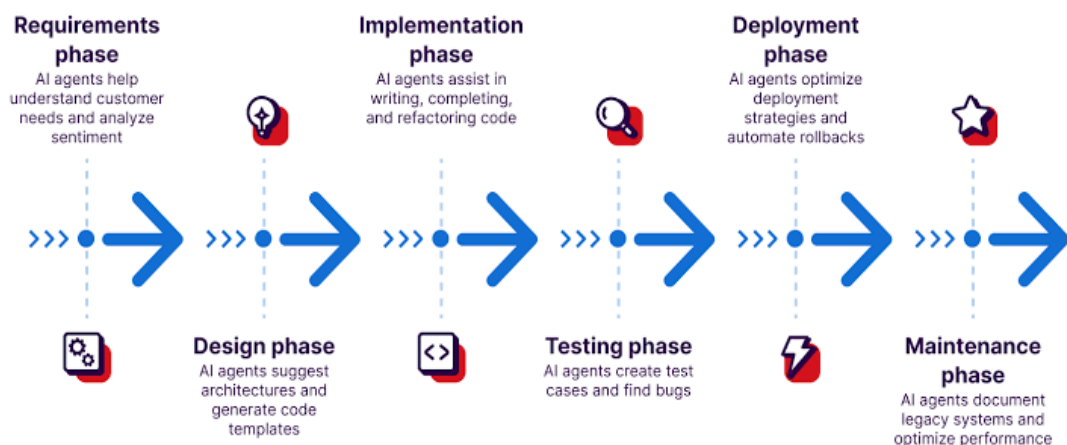 Requirements
phase
AI agents help
understand customer
needs and analyze
sentiment
Design phase
AI agents suggest
architectures and
generate code
templates
Implementation
phase
AI agents assist in
writing, completing,
and refactoring code
Testing phase
AI agents create test
cases and find bugs
Deployment
phase
AI agents optimize
deployment
strategies and
automate rollbacks
Maintenance
phase
AI agents document
legacy systems and
optimize performance